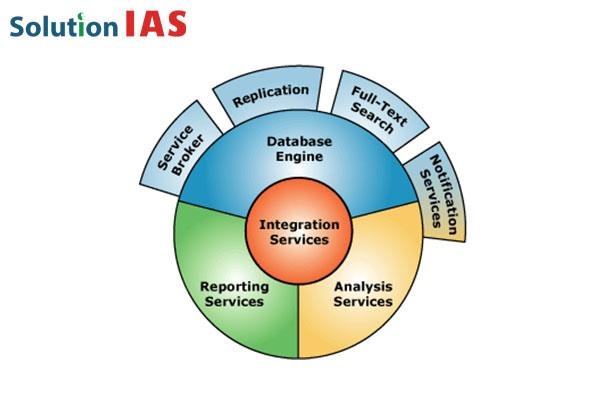 Solution IAS
Service
Broker
Replication
Full-Text
Search
Notification
Services
Database
Engine
Integration
Services
Reporting
Services
Analysis
Services